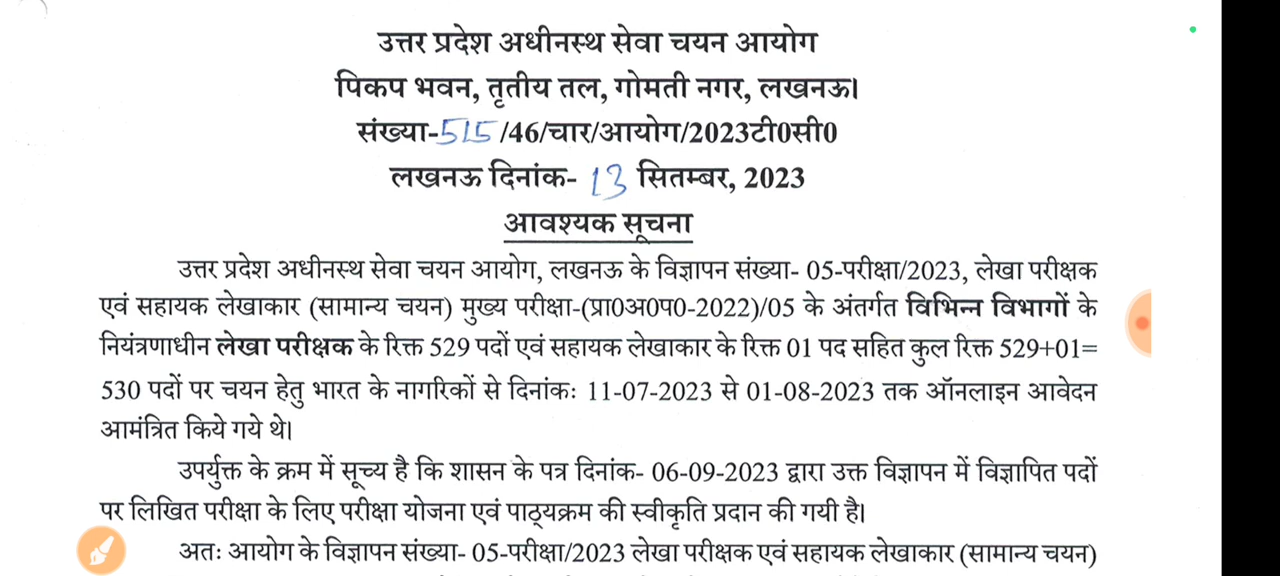 उत्तर प्रदेश अधीनस्थ सेवा चयन आयोग
पिकप भवन, तृतीय तल, गोमती नगर, लखनऊ।
संख्या-515/46/चार/आयोग/2023टी0सी0
लखनऊ दिनांक- 13 सितम्बर, 2023
आवश्यक सूचना
उत्तर प्रदेश अधीनस्थ सेवा चयन आयोग, लखनऊ के विज्ञापन संख्या- 05-परीक्षा/2023, लेखा परीक्षक
एवं सहायक लेखाकार (सामान्य चयन) मुख्य परीक्षा-(प्रा0अ0प0-2022)/05 के अंतर्गत विभिन्न विभागों के
नियंत्रणाधीन लेखा परीक्षक के रिक्त 529 पदों एवं सहायक लेखाकार के रिक्त 01 पद सहित कुल रिक्त 529+01=
530 पदों पर चयन हेतु भारत के नागरिकों से दिनांकः 11-07-2023 से 01-08-2023 तक ऑनलाइन आवेदन
आमंत्रित किये गये थे।
उपर्युक्त के क्रम में सूच्य है कि शासन के पत्र दिनांक- 06-09-2023 द्वारा उक्त विज्ञापन में विज्ञापित पदों
पर लिखित परीक्षा के लिए परीक्षा योजना एवं पाठ्यक्रम की स्वीकृति प्रदान की गयी है।
अतः आयोग के विज्ञापन संख्या- 05-परीक्षा/2023 लेखा परीक्षक एवं सहायक लेखाकार (सामान्य चयन)